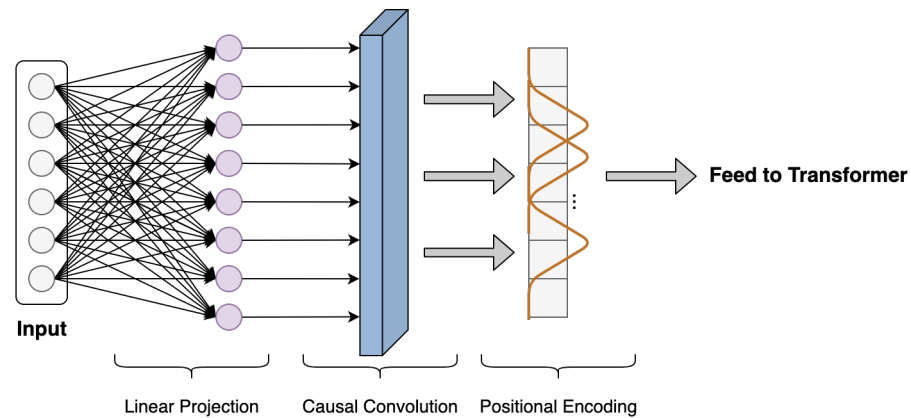 Feed to Transformer
...
Input
Linear Projection
Causal Convolution
Positional Encoding